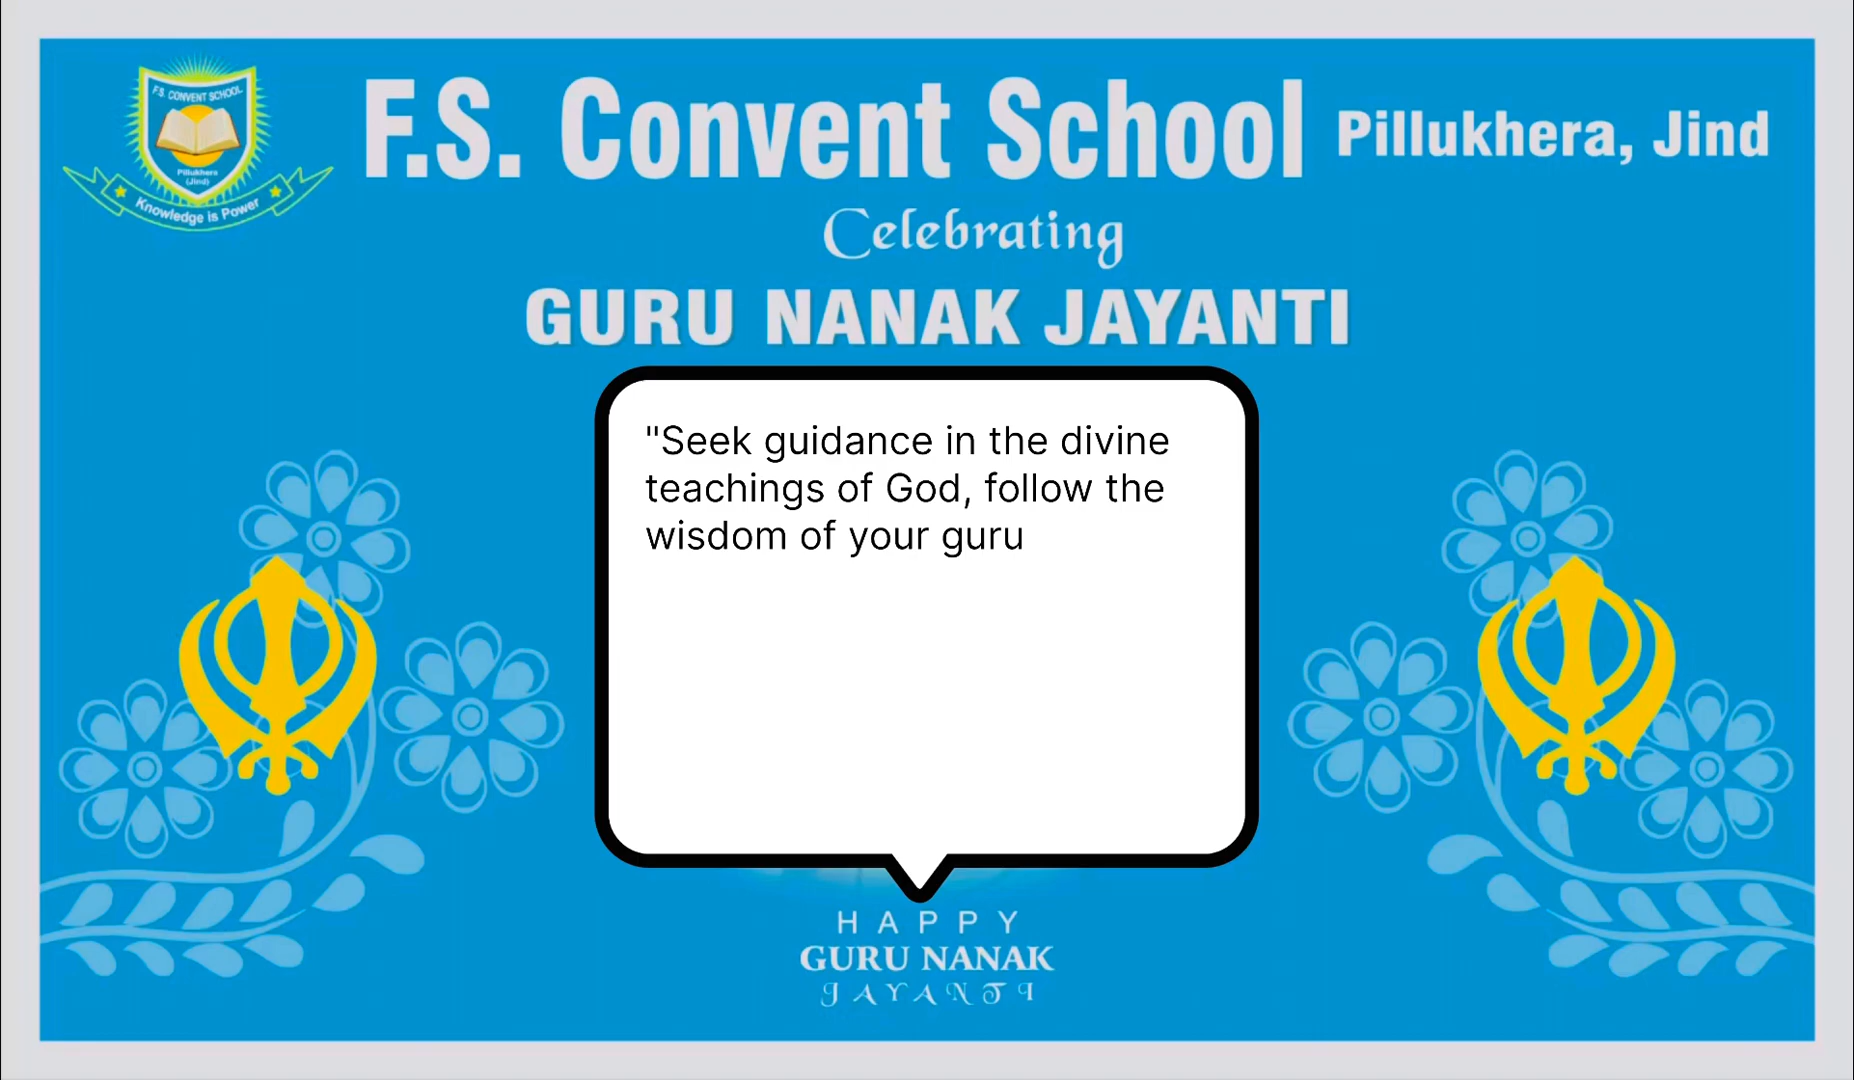 F.S. CONVENT SCHOOL
Pillukhera
(Jind)
Knowledge is Power
F.S. Convent School Pillukhera, Jind
Celebrating
GURU NANAK JAYANTI
"Seek guidance in the divine
teachings of God, follow the
wisdom of your guru
HAPPY
GURU NANAK
JAYANTI